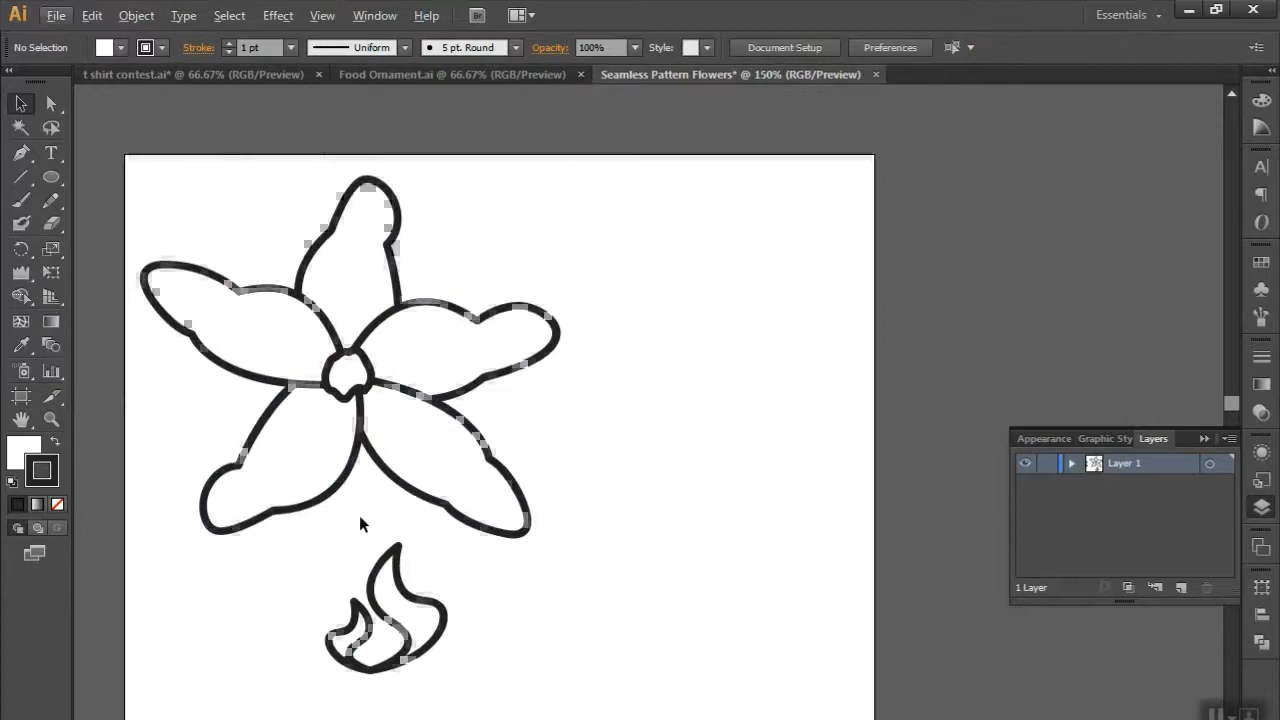 Ai File Edit Object Type Select Effect View Window Help Br Essentials
No Selection Stroke: 1 pt Uniform 5 pt. Round Opacity: 100% Style: Document Setup Preferences
t shirt contest.ai* @ 66.67% (RGB/Preview) × Food Ornament.ai @ 66.67% (RGB/Preview) × Seamless Pattern Flowers* @ 150% (RGB/Preview) ×
Appearance Graphic Sty Layers
Layer 1
1 Layer